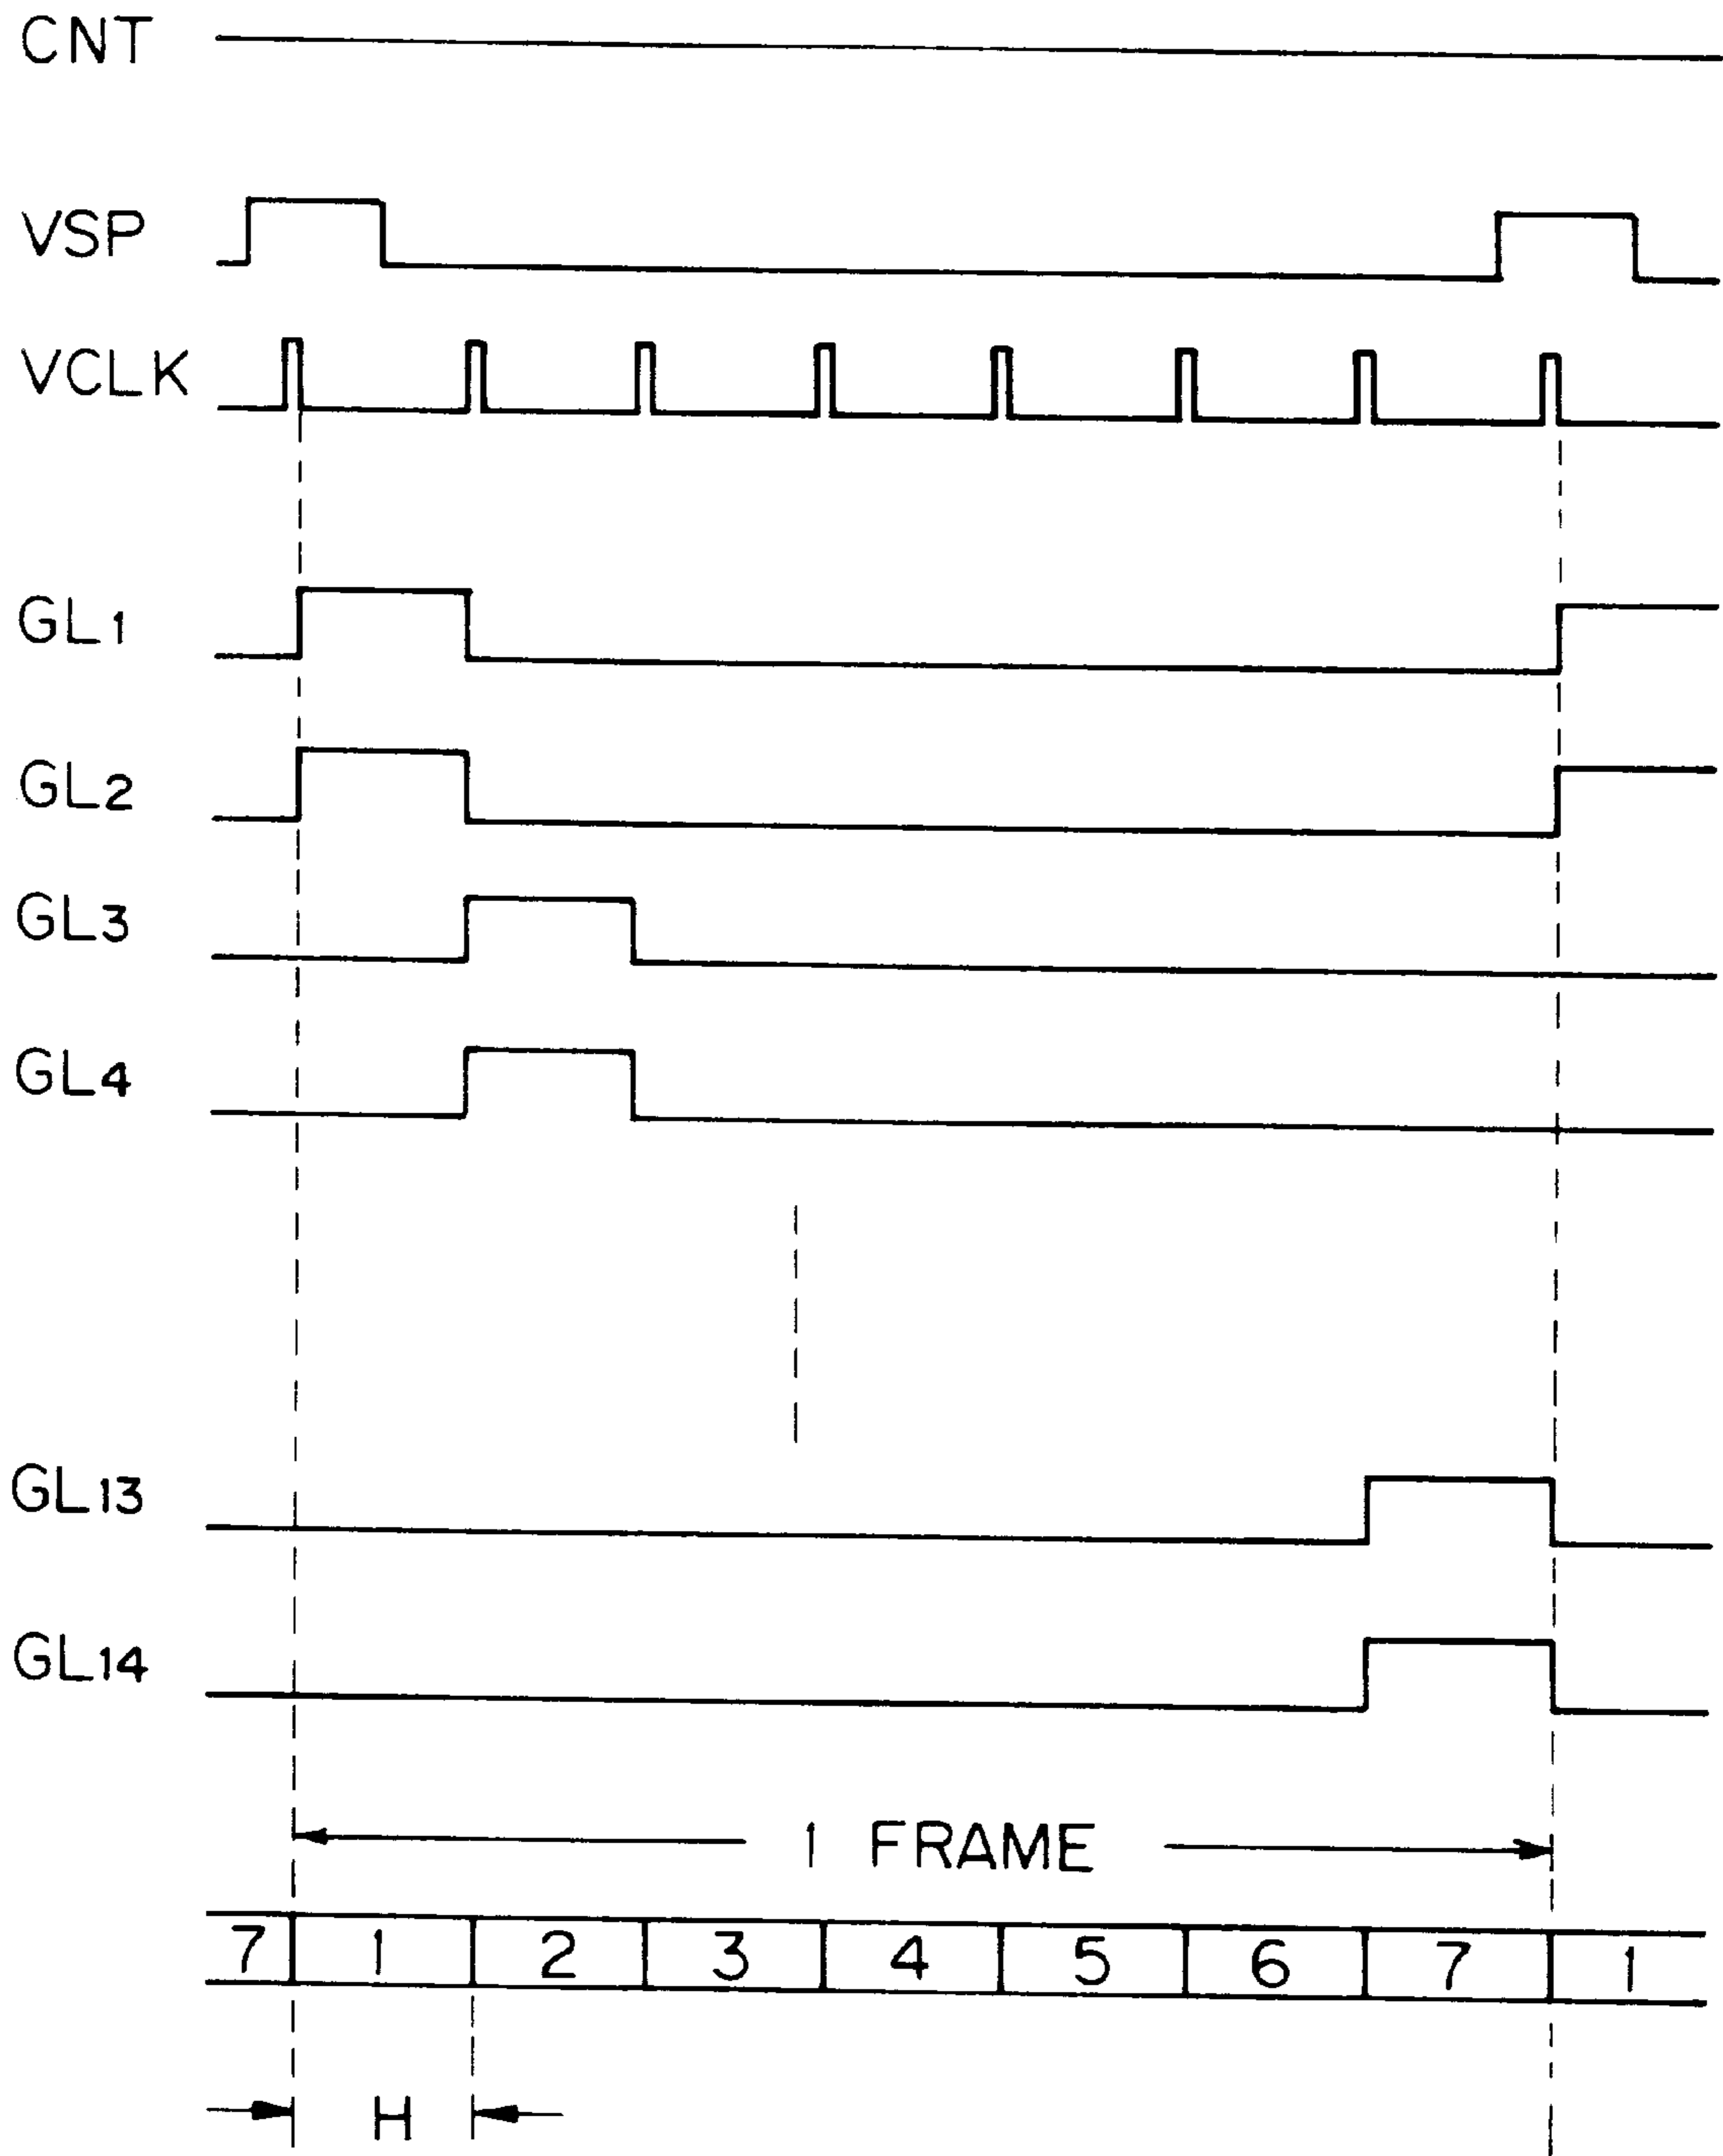 CNT
VSP
VCLK
GL1
GL2
GL3
GL4
GL13
GL14
1 FRAME
7 1 2 3 4 5 6 7 1
H